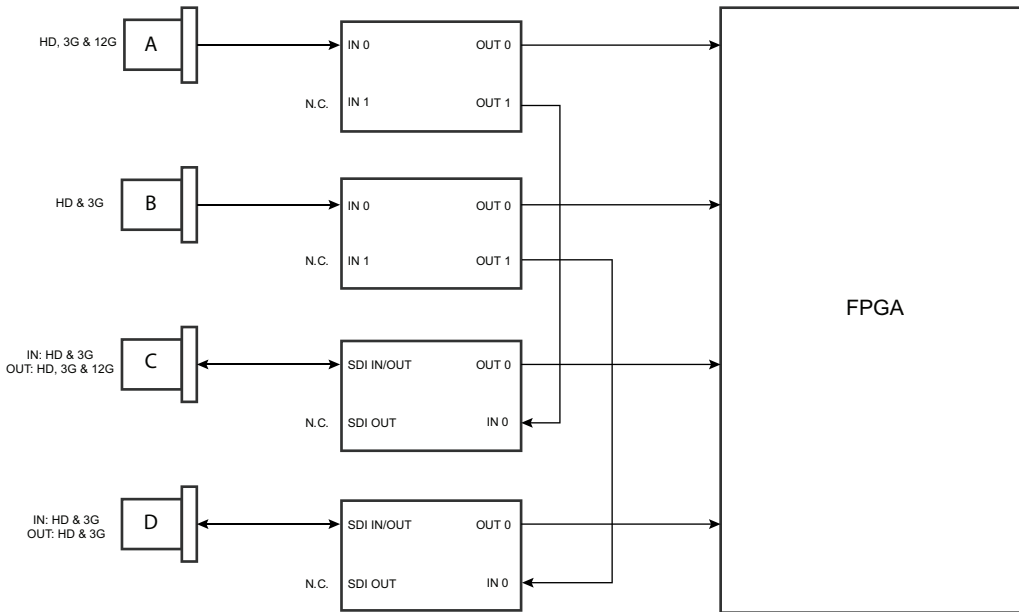 HD, 3G & 12G
A
IN 0
OUT 0
N.C.
IN 1
OUT 1
HD & 3G
B
IN 0
OUT 0
N.C.
IN 1
OUT 1
FPGA
IN: HD & 3G
OUT: HD, 3G & 12G
C
SDI IN/OUT
OUT 0
N.C.
SDI OUT
IN 0
IN: HD & 3G
OUT: HD & 3G
D
SDI IN/OUT
OUT 0
N.C.
SDI OUT
IN 0